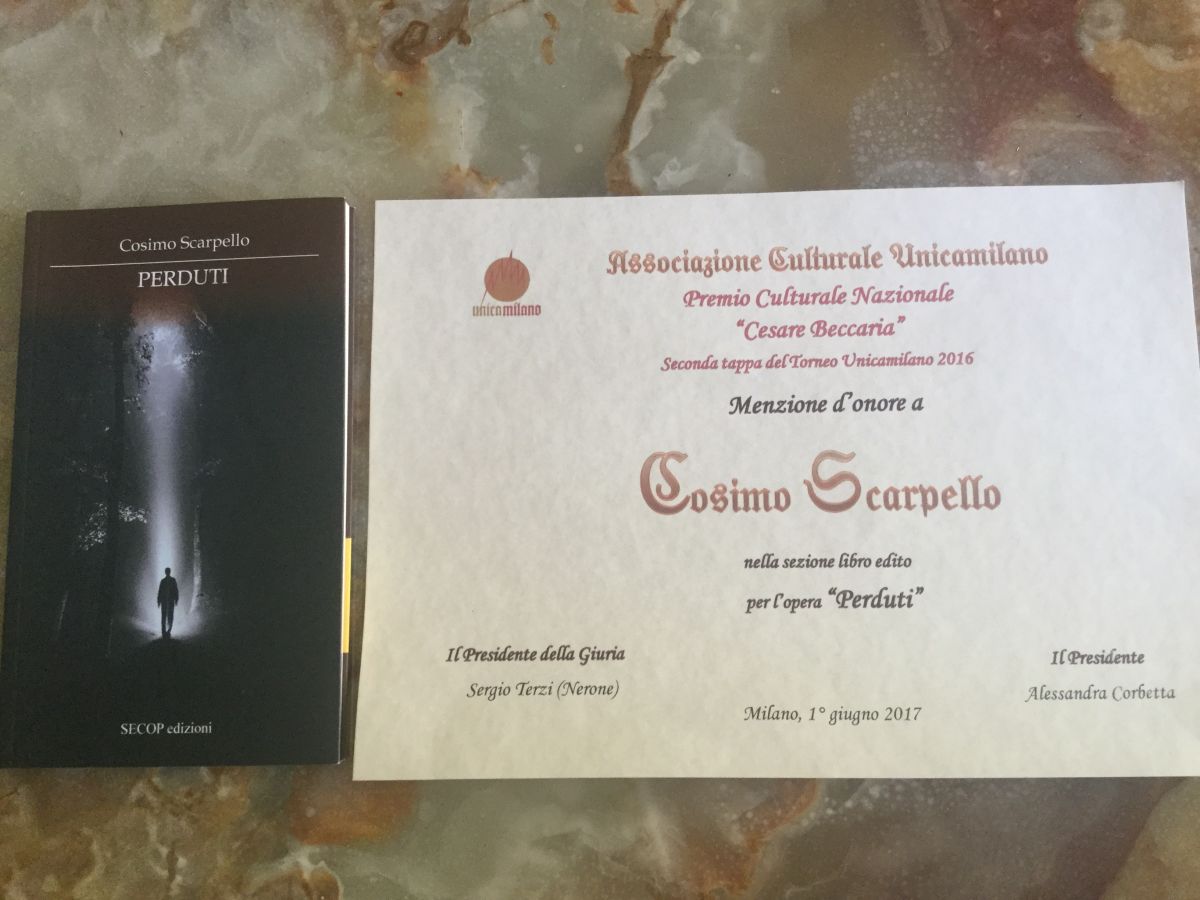 Cosimo Scarpello
PERDUTI
SECOP edizioni
unicamilano
Associazione Culturale Unicamilano
Premio Culturale Nazionale
“Cesare Beccaria”
Seconda tappa del Torneo Unicamilano 2016
Menzione d’onore a
Cosimo Scarpello
nella sezione libro edito
per l’opera “Perduti”
Il Presidente della Giuria
Sergio Terzi (Nerone)
Il Presidente
Alessandra Corbetta
Milano, 1° giugno 2017